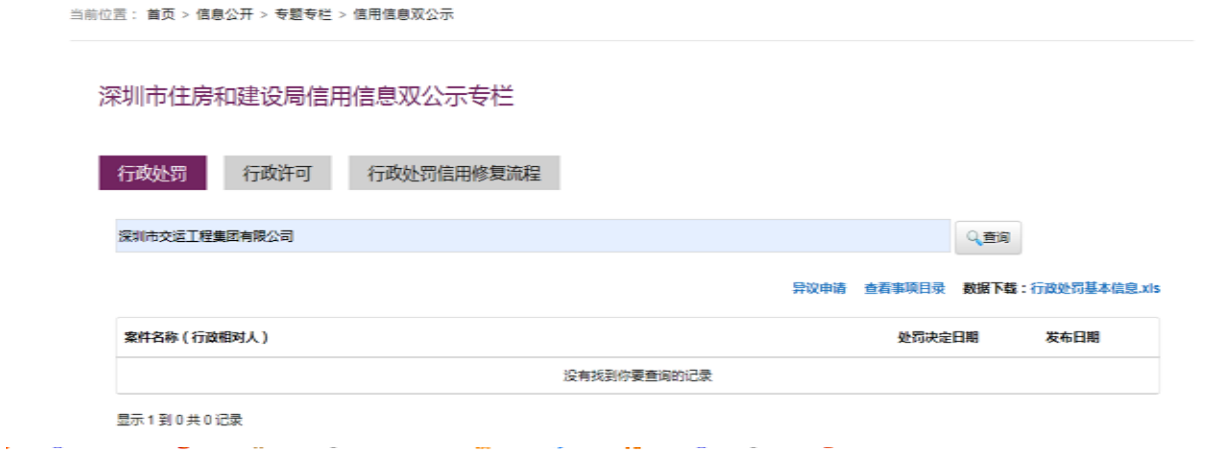 当前位置： 首页 > 信息公开 > 专题专栏 > 信用信息双公示
深圳市住房和建设局信用信息双公示专栏
行政处罚 行政许可 行政处罚信用修复流程
深圳市交运工程集团有限公司 查询
异议申请 查看事项目录 数据下载：行政处罚基本信息.xls
案件名称（行政相对人） 处罚决定日期 发布日期
没有找到你要查询的记录
显示 1 到 0 共 0 记录